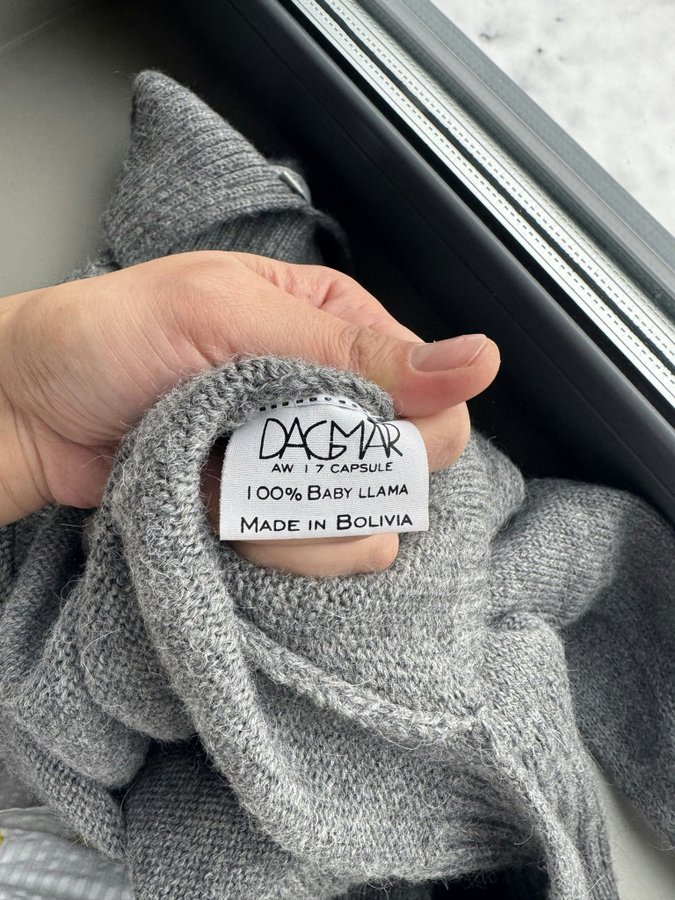 DAGMAR
AW 17 CAPSULE
100% BABY LLAMA
MADE IN BOLIVIA